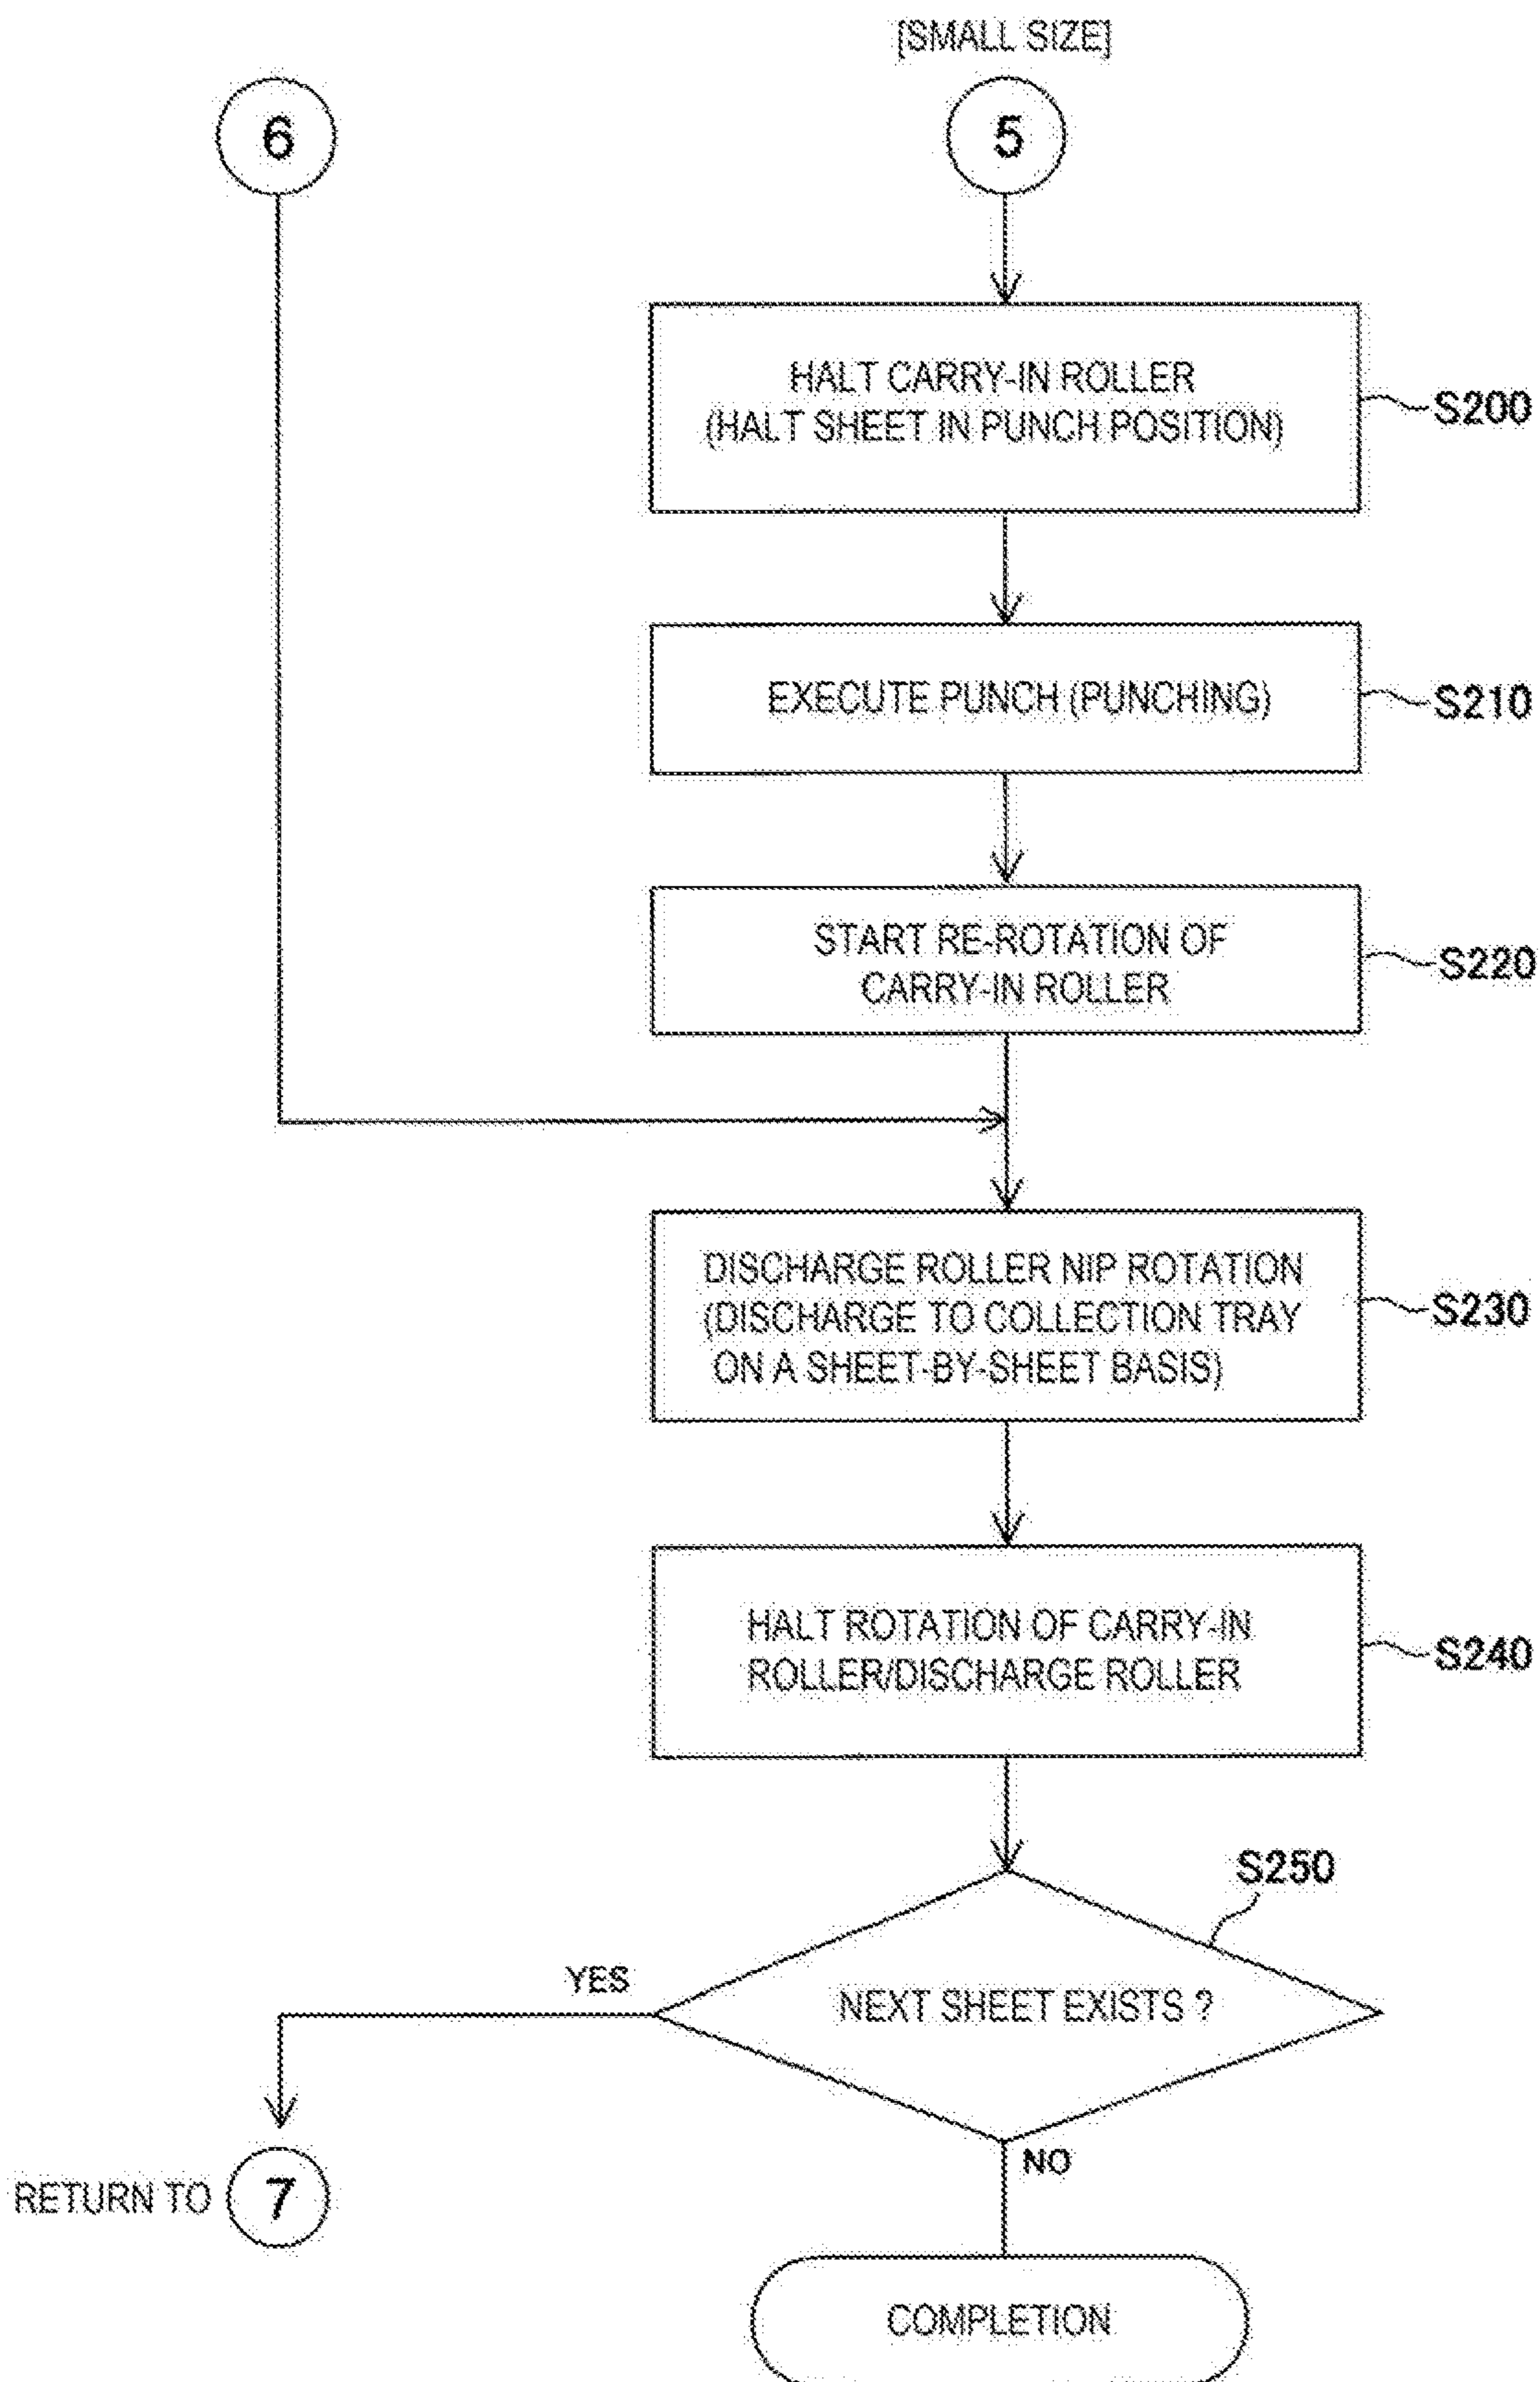 [SMALL SIZE]
6
5
HALT CARRY-IN ROLLER
(HALT SHEET IN PUNCH POSITION)
S200
EXECUTE PUNCH (PUNCHING)
S210
START RE-ROTATION OF
CARRY-IN ROLLER
S220
DISCHARGE ROLLER NIP ROTATION
(DISCHARGE TO COLLECTION TRAY
ON A SHEET-BY-SHEET BASIS)
S230
HALT ROTATION OF CARRY-IN
ROLLER/DISCHARGE ROLLER
S240
S250
YES
NEXT SHEET EXISTS ?
NO
RETURN TO 7
COMPLETION